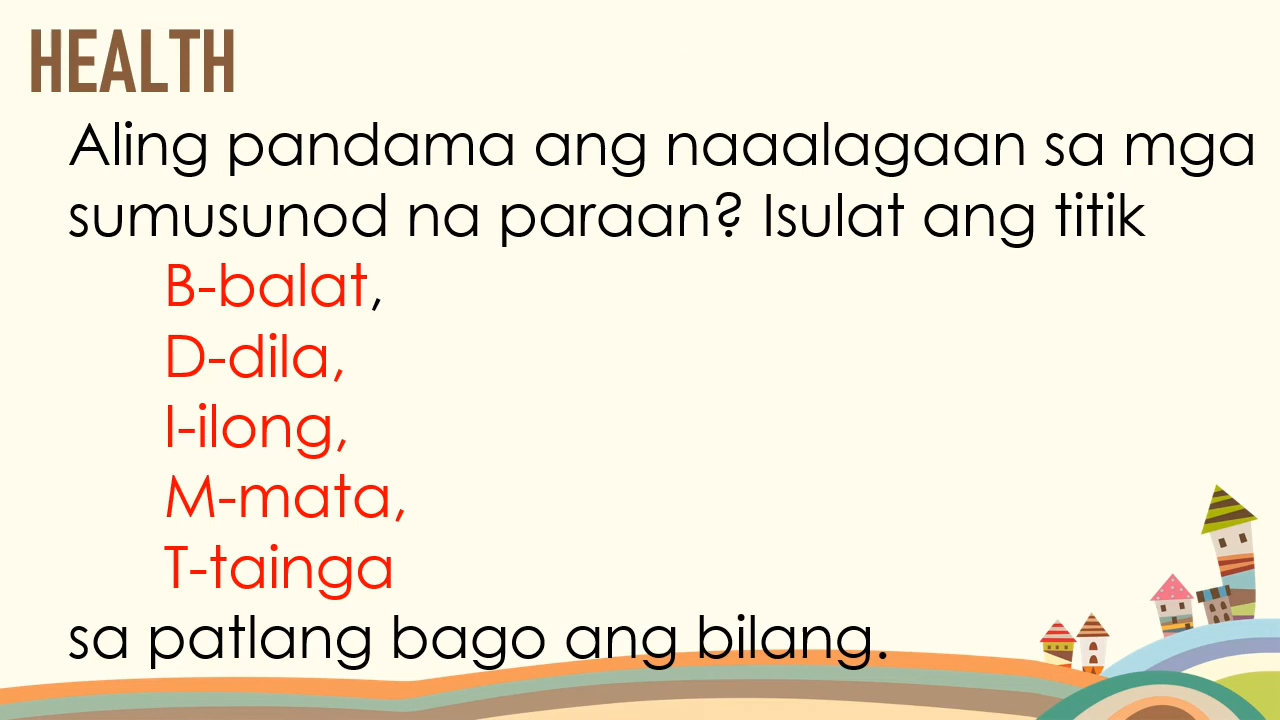 HEALTH
Aling pandama ang naaalagaan sa mga
sumusunod na paraan? Isulat ang titik
B-balat,
D-dila,
I-ilong,
M-mata,
T-tainga
sa patlang bago ang bilang.